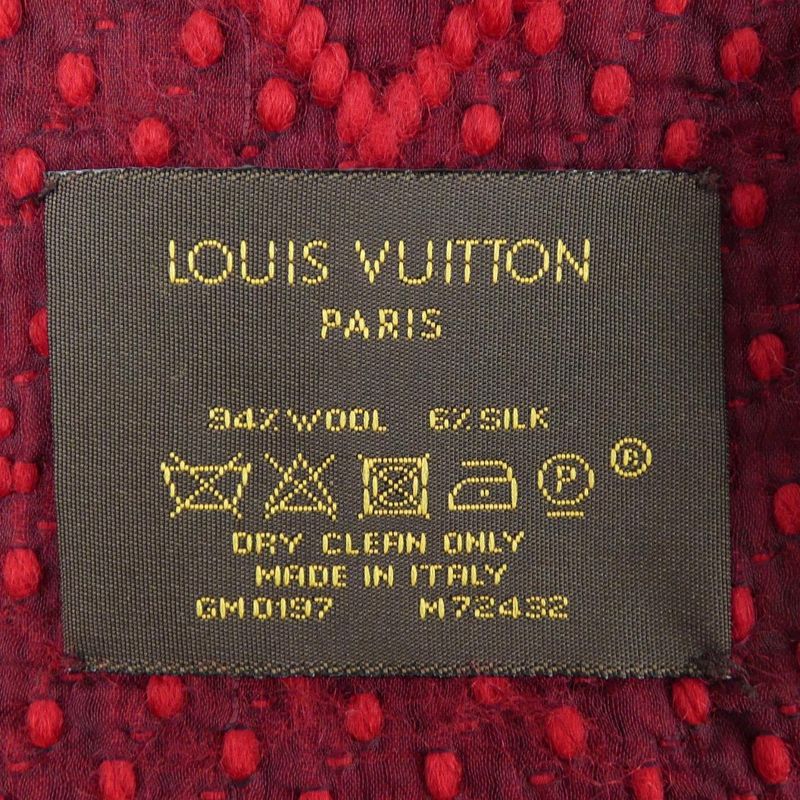 LOUIS VUITTON
PARIS
94% WOOL 6% SILK
P ®
DRY CLEAN ONLY
MADE IN ITALY
GM0197 M72432